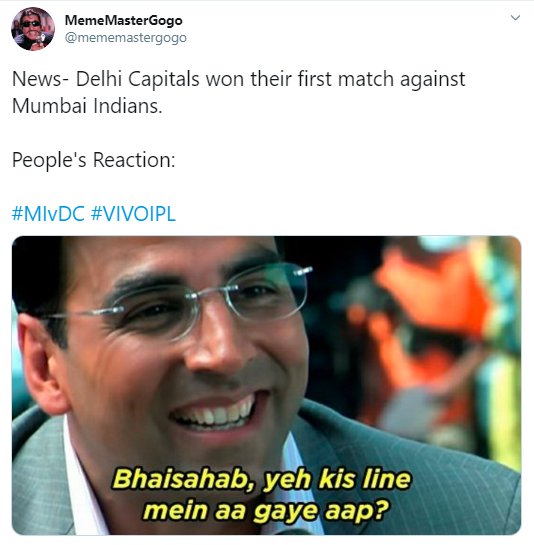 MemeMasterGogo
@mememastergogo
News- Delhi Capitals won their first match against
Mumbai Indians.
People's Reaction:
#MIvDC #VIVOIPL
Bhaisahab, yeh kis line
mein aa gaye aap?